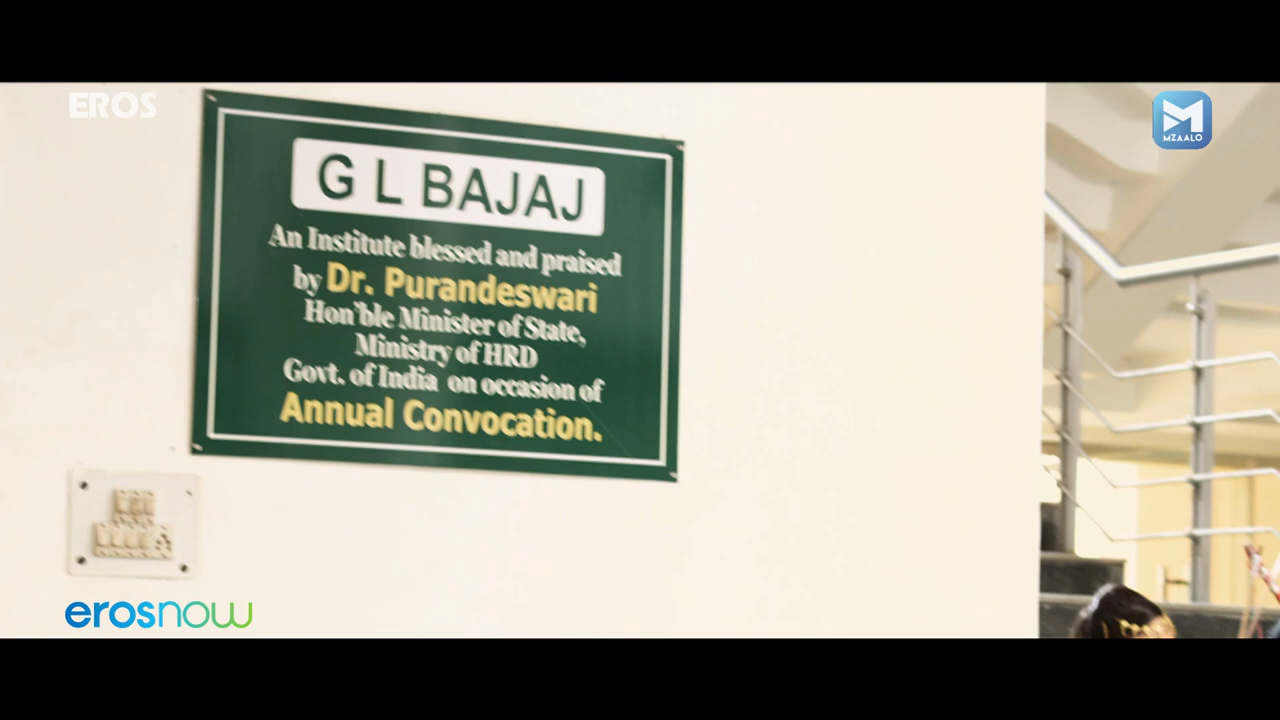 EROS
MZAALO
G L BAJAJ
An Institute blessed and praised
by Dr. Purandeswari
Hon'ble Minister of State,
Ministry of HRD
Govt. of India on occasion of
Annual Convocation.
erosnow